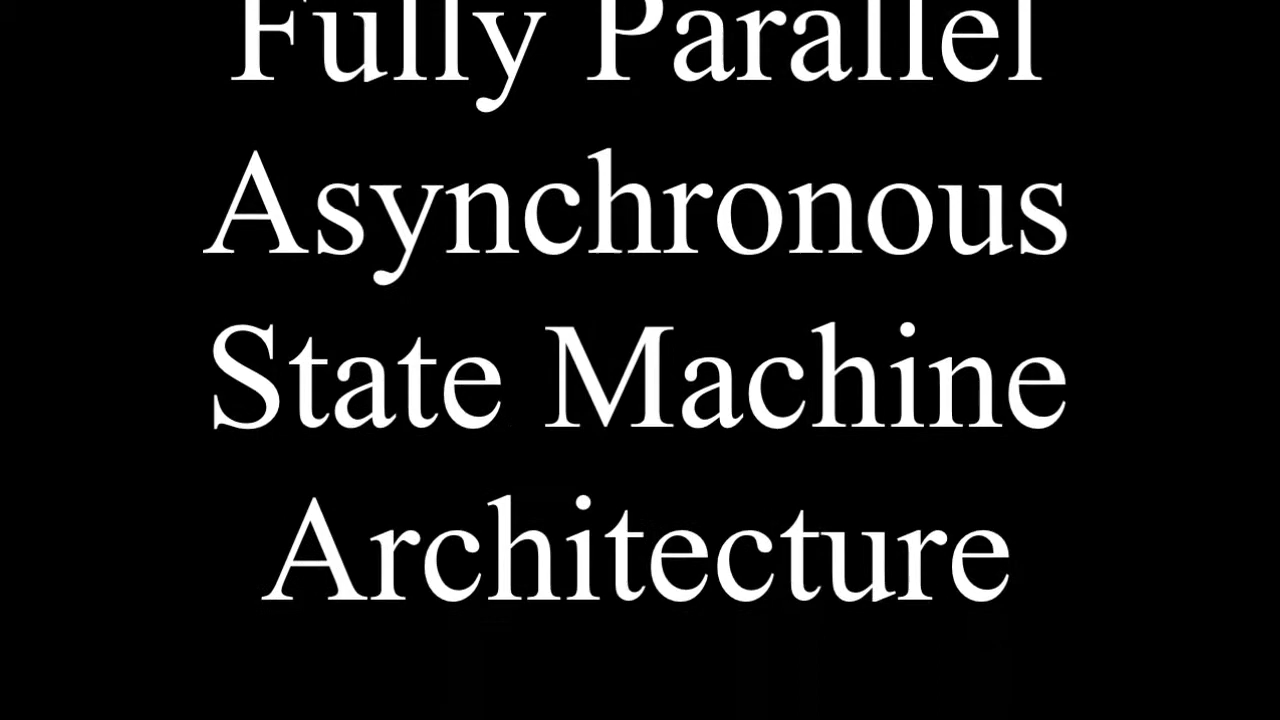 Fully Parallel
Asynchronous
State Machine
Architecture